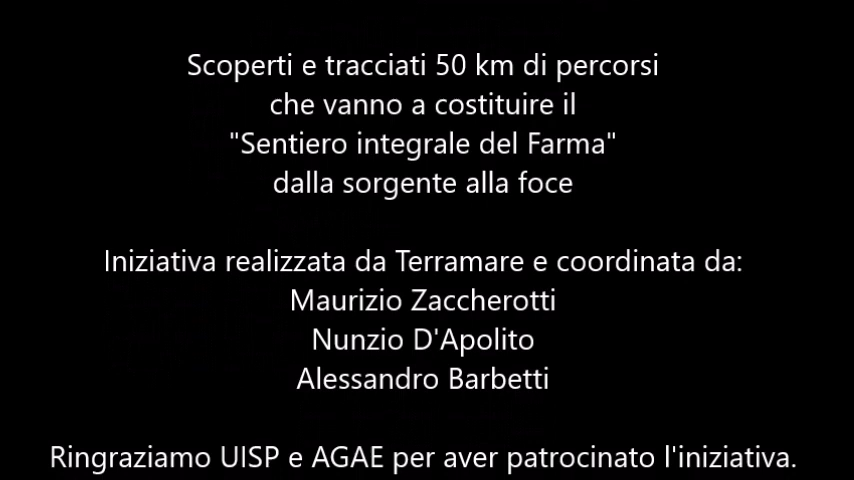 Scoperti e tracciati 50 km di percorsi
che vanno a costituire il
"Sentiero integrale del Farma"
dalla sorgente alla foce
Iniziativa realizzata da Terramare e coordinata da:
Maurizio Zaccherotti
Nunzio D'Apolito
Alessandro Barbetti
Ringraziamo UISP e AGAE per aver patrocinato l'iniziativa.